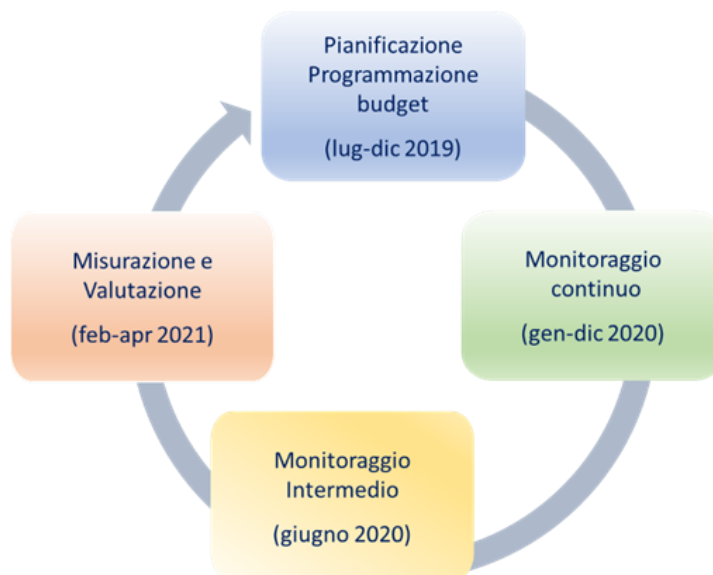 Pianificazione
Programmazione
budget
(lug-dic 2019)
Monitoraggio
continuo
(gen-dic 2020)
Monitoraggio
Intermedio
(giugno 2020)
Misurazione e
Valutazione
(feb-apr 2021)